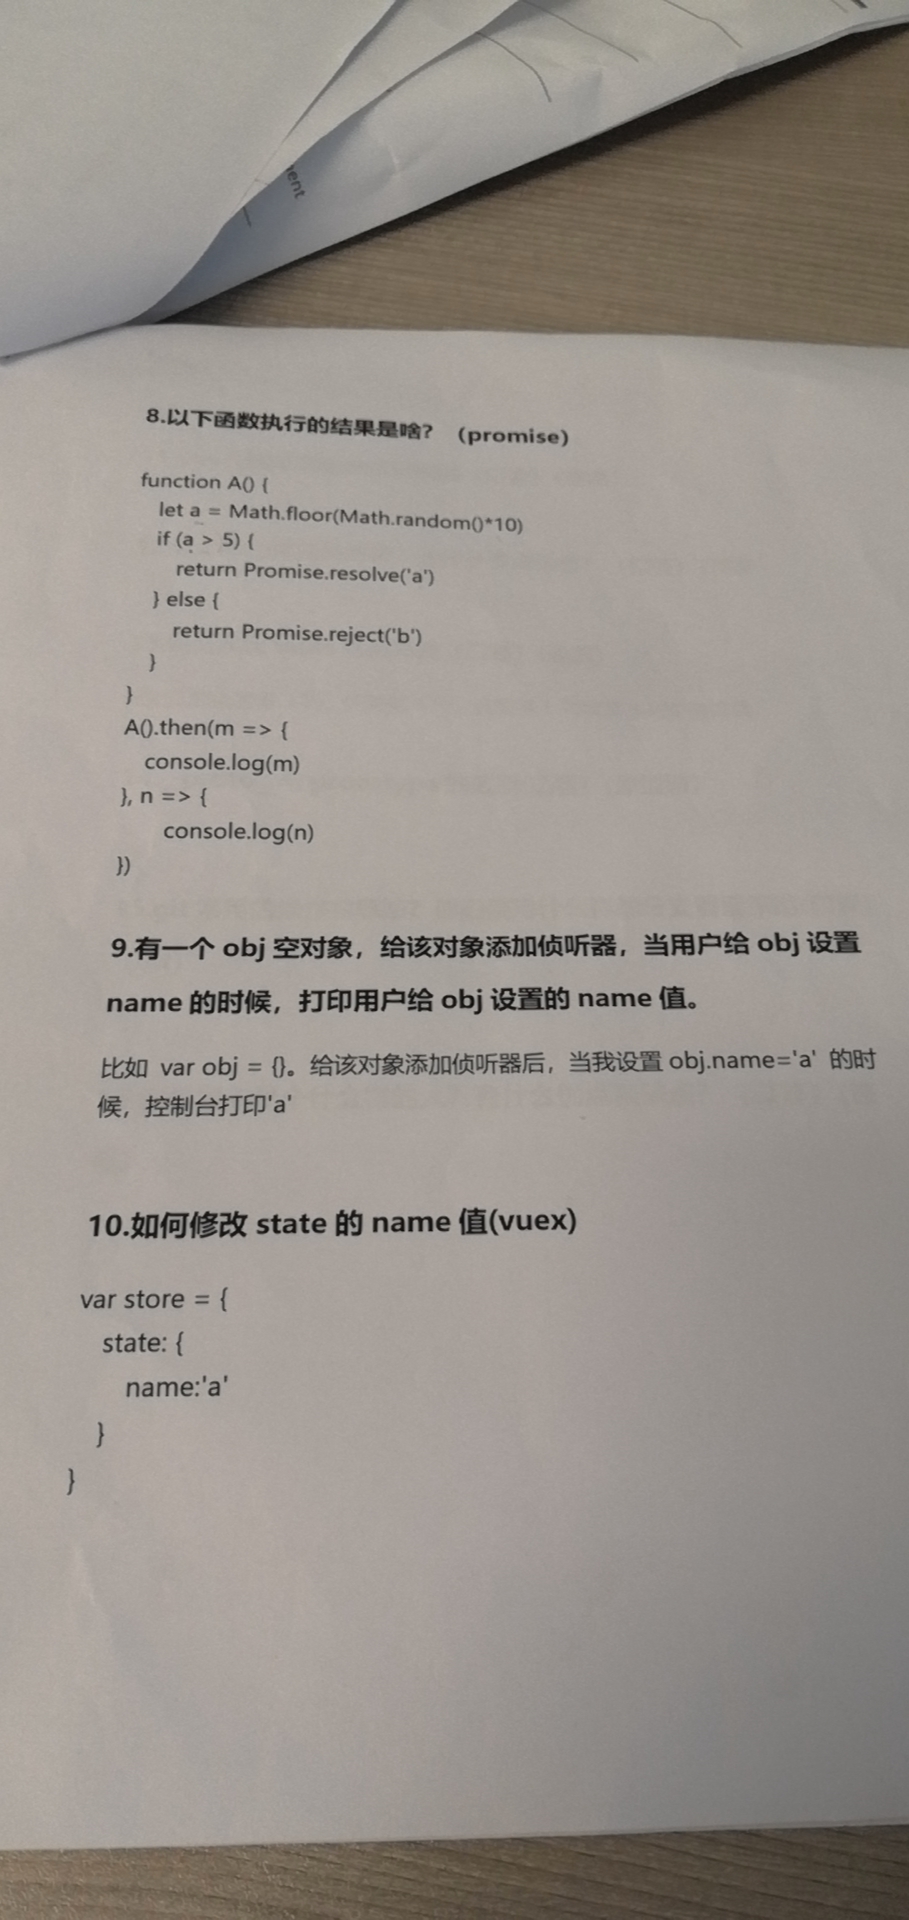 ent
8.以下函数执行的结果是啥? (promise)
function A() {
let a = Math.floor(Math.random()*10)
if (a > 5) {
return Promise.resolve('a')
} else {
return Promise.reject('b')
}
}
A().then(m => {
console.log(m)
}, n => {
console.log(n)
})
9.有一个 obj 空对象，给该对象添加侦听器，当用户给 obj 设置
name 的时候，打印用户给 obj 设置的 name 值。
比如 var obj = {}。给该对象添加侦听器后，当我设置 obj.name='a' 的时
候，控制台打印'a'
10.如何修改 state 的 name 值(vuex)
var store = {
state: {
name:'a'
}
}